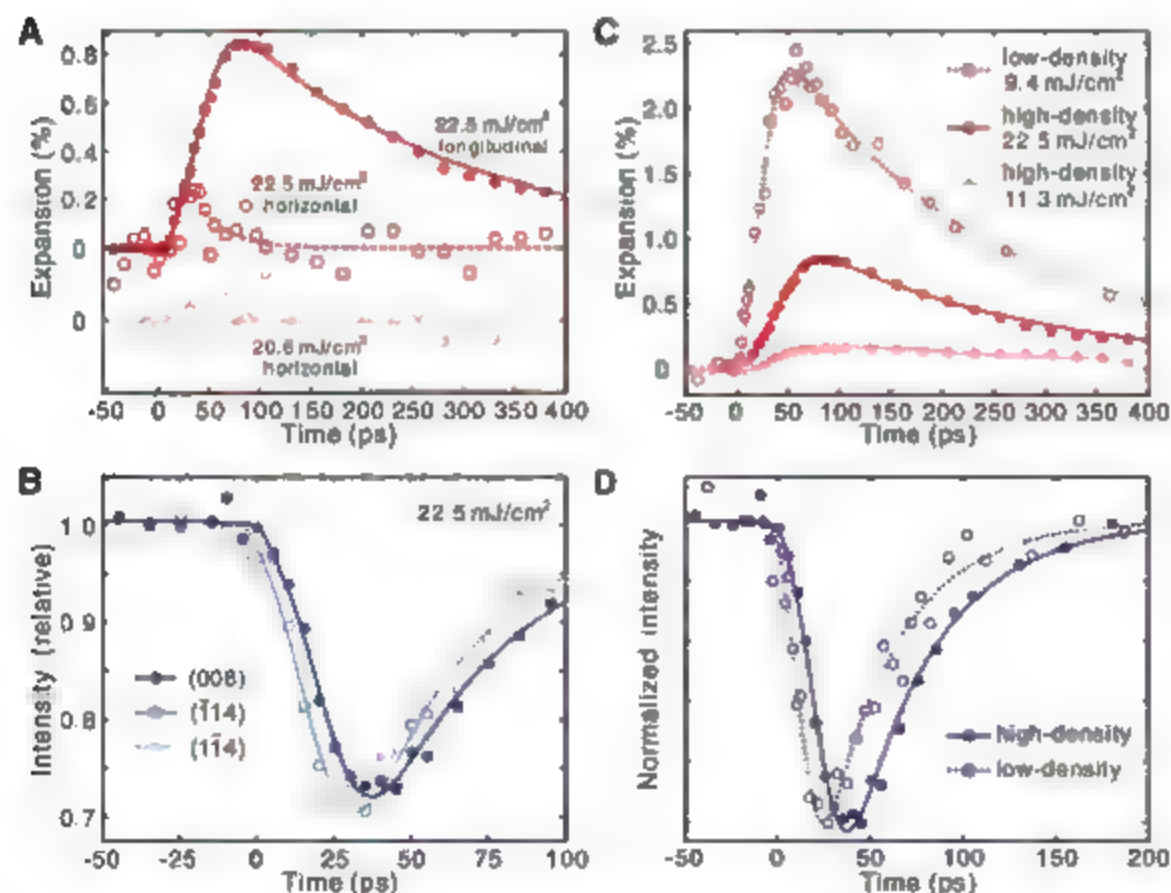 A
0.8
0.6
0.4
0.2
0
0
Expansion (%)
22.5 mJ/cm²
longitudinal
22.5 mJ/cm²
horizontal
20.6 mJ/cm²
horizontal
-50 0 50 100 150 200 250 300 350 400
Time (ps)
C
2.5
2.0
1.5
1.0
0.5
0
Expansion (%)
low-density
9.4 mJ/cm²
high-density
22.5 mJ/cm²
high-density
11.3 mJ/cm²
-50 0 50 100 150 200 250 300 350 400
Time (ps)
B
1.0
0.9
0.8
0.7
Intensity (relative)
22.5 mJ/cm²
(008)
(1̄14)
(11̄4)
-50 -25 0 25 50 75 100
Time (ps)
D
Normalized intensity
high-density
low-density
-50 0 50 100 150 200
Time (ps)